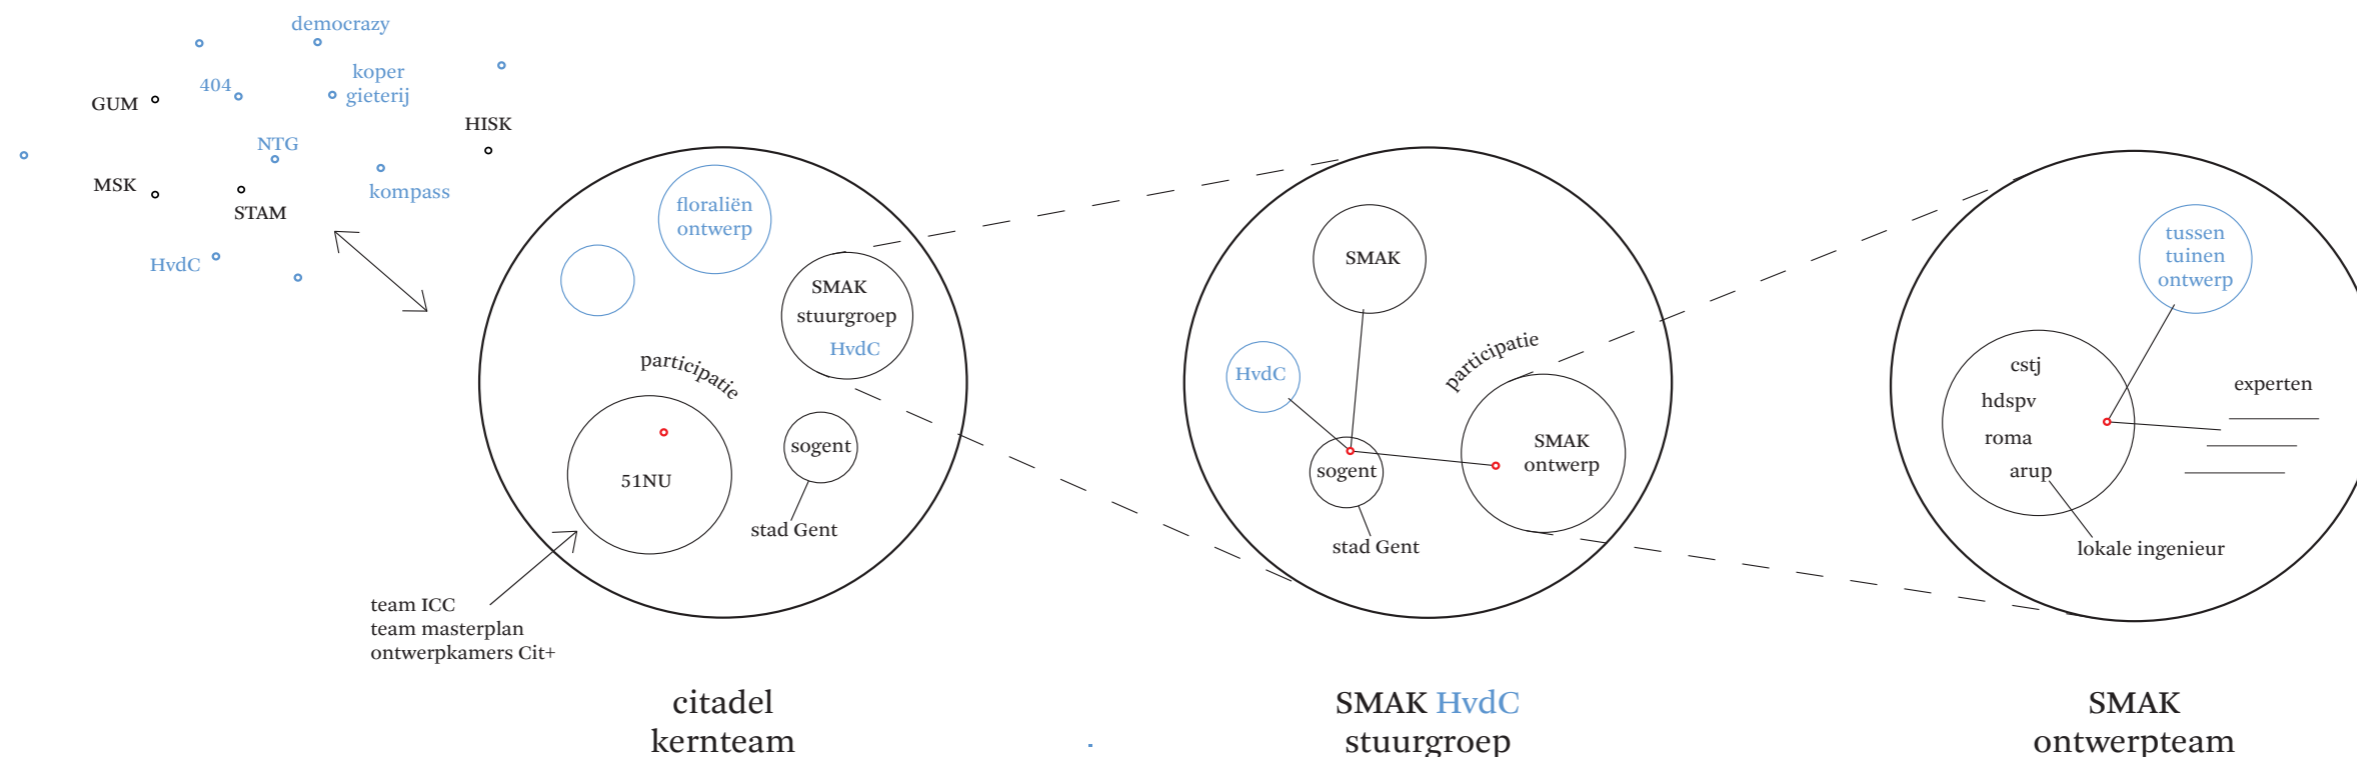 democrazy
404
koper
gieterij
GUM
HISK
NTG
MSK
kompass
STAM
HvdC
floraliën
ontwerp
SMAK
stuurgroep
HvdC
participatie
51NU
sogent
stad Gent
team ICC
team masterplan
ontwerpkamers Cit+
citadel
kernteam
SMAK
HvdC
participatie
sogent
SMAK
ontwerp
stad Gent
SMAK HvdC
stuurgroep
tussen
tuinen
ontwerp
cstj
hdspv
roma
arup
experten
lokale ingenieur
SMAK
ontwerpteam